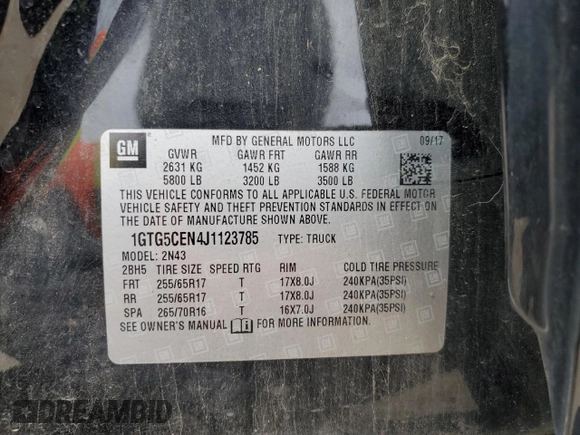 GM
MFD BY GENERAL MOTORS LLC 09/17
GVWR GAWR FRT GAWR RR
2631 KG 1452 KG 1588 KG
5800 LB 3200 LB 3500 LB
THIS VEHICLE CONFORMS TO ALL APPLICABLE U.S. FEDERAL MOTOR
VEHICLE SAFETY AND THEFT PREVENTION STANDARDS IN EFFECT ON
THE DATE OF MANUFACTURE SHOWN ABOVE.
1GTG5CEN4J1123785 TYPE: TRUCK
MODEL: 2N43
2BH5 TIRE SIZE SPEED RTG RIM COLD TIRE PRESSURE
FRT 255/65R17 T 17X8.0J 240KPA(35PSI)
RR 255/65R17 T 17X8.0J 240KPA(35PSI)
SPA 265/70R16 T 16X7.0J 240KPA(35PSI)
SEE OWNER'S MANUAL FOR MORE INFORMATION
DREAMBID